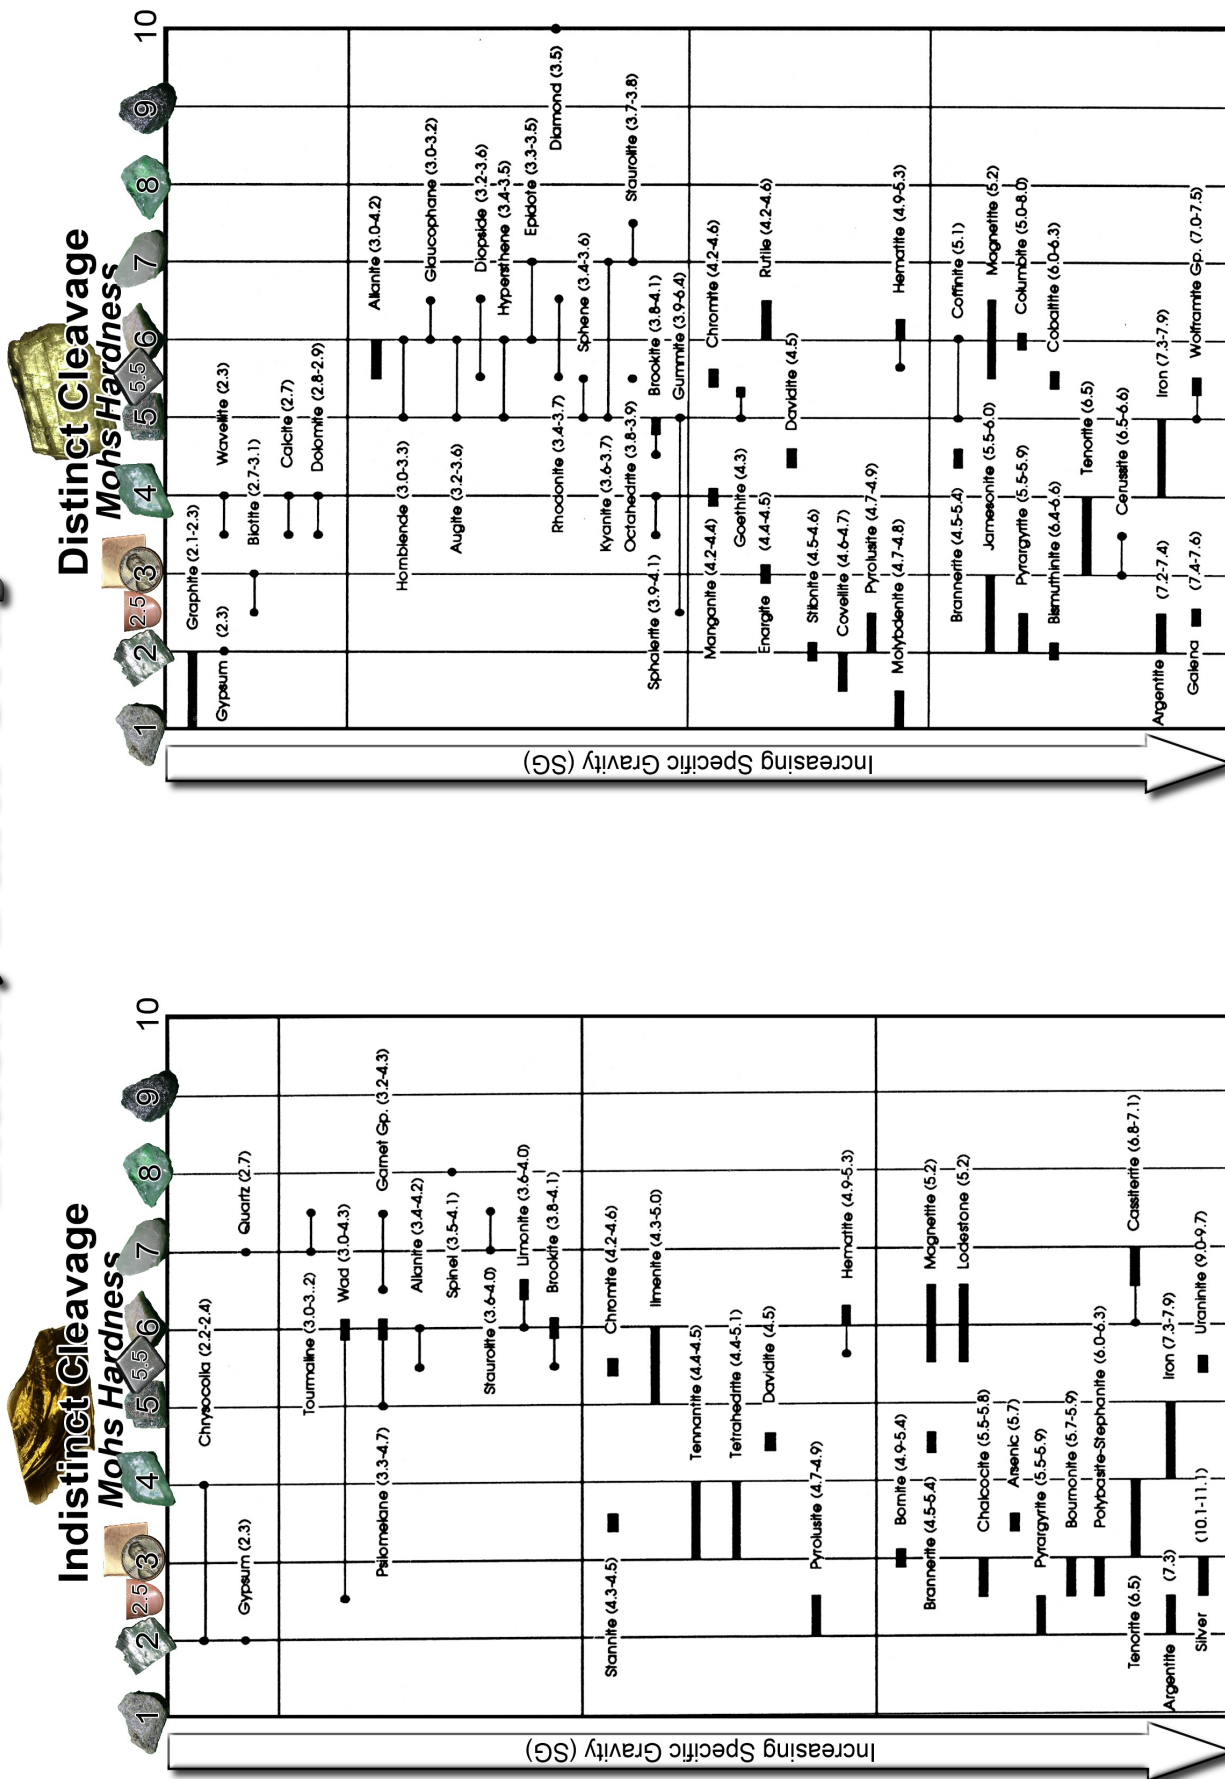 Indistinct Cleavage
Mohs Hardness
1
2
2.5
3
4
5
5.5
6
7
8
9
10
Increasing Specific Gravity (SG)
Chrysocolla (2.2-2.4)
Gypsum (2.3)
Quartz (2.7)
Tourmaline (3.0-3..2)
Wad (3.0-4.3)
Psilomelane (3.3-4.7)
Garnet Gp. (3.2-4.3)
Allanite (3.4-4.2)
Spinel (3.5-4.1)
Staurolite (3.6-4.0)
Limonite (3.6-4.0)
Brookite (3.8-4.1)
Stannite (4.3-4.5)
Chromite (4.2-4.6)
Ilmenite (4.3-5.0)
Tennantite (4.4-4.5)
Tetrahedrite (4.4-5.1)
Davidite (4.5)
Pyrolusite (4.7-4.9)
Hematite (4.9-5.3)
Bornite (4.9-5.4)
Brannerite (4.5-5.4)
Magnetite (5.2)
Lodestone (5.2)
Chalcocite (5.5-5.8)
Arsenic (5.7)
Pyrargyrite (5.5-5.9)
Bournonite (5.7-5.9)
Polybasite-Stephanite (6.0-6.3)
Tenorite (6.5)
Cassiterite (6.8-7.1)
Argentite (7.3)
Iron (7.3-7.9)
Silver (10.1-11.1)
Uraninite (9.0-9.7)
Distinct Cleavage
Mohs Hardness
1
2
2.5
3
4
5
5.5
6
7
8
9
10
Increasing Specific Gravity (SG)
Graphite (2.1-2.3)
Gypsum (2.3)
Wavellite (2.3)
Biotite (2.7-3.1)
Calcite (2.7)
Dolomite (2.8-2.9)
Allanite (3.0-4.2)
Hornblende (3.0-3.3)
Glaucophane (3.0-3.2)
Augite (3.2-3.6)
Diopside (3.2-3.6)
Hypersthene (3.4-3.5)
Epidote (3.3-3.5)
Diamond (3.5)
Rhodonite (3.4-3.7)
Sphene (3.4-3.6)
Kyanite (3.6-3.7)
Octahedrite (3.8-3.9)
Staurolite (3.7-3.8)
Sphalerite (3.9-4.1)
Brookite (3.8-4.1)
Gummite (3.9-6.4)
Manganite (4.2-4.4)
Chromite (4.2-4.6)
Goethite (4.3)
Enargite (4.4-4.5)
Rutile (4.2-4.6)
Davidite (4.5)
Stibnite (4.5-4.6)
Covellite (4.6-4.7)
Pyrolusite (4.7-4.9)
Molybdenite (4.7-4.8)
Hematite (4.9-5.3)
Brannerite (4.5-5.4)
Coffinite (5.1)
Jamesonite (5.5-6.0)
Magnetite (5.2)
Pyrargyrite (5.5-5.9)
Columbite (5.0-8.0)
Bismuthinite (6.4-6.6)
Cobaltite (6.0-6.3)
Tenorite (6.5)
Cerussite (6.5-6.6)
Argentite (7.2-7.4)
Iron (7.3-7.9)
Galena (7.4-7.6)
Wolframite Gp. (7.0-7.5)